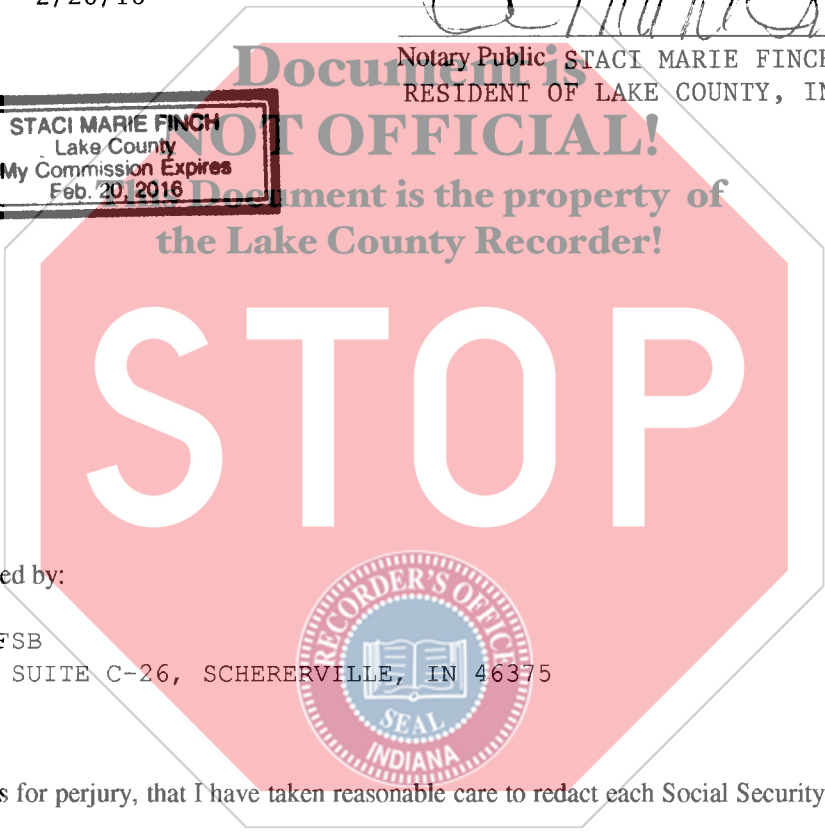 2/20/16
Notary Public STACI MARIE FINCH
RESIDENT OF LAKE COUNTY, IN
STACI MARIE FINCH
Lake County
My Commission Expires
Feb. 20, 2016
Document is
NOT OFFICIAL!
This Document is the property of
the Lake County Recorder!
STOP
ed by:
FSB
SUITE C-26, SCHERERVILLE, IN 46375
RECORDER'S OFFICE
SEAL
INDIANA
s for perjury, that I have taken reasonable care to redact each Social Security